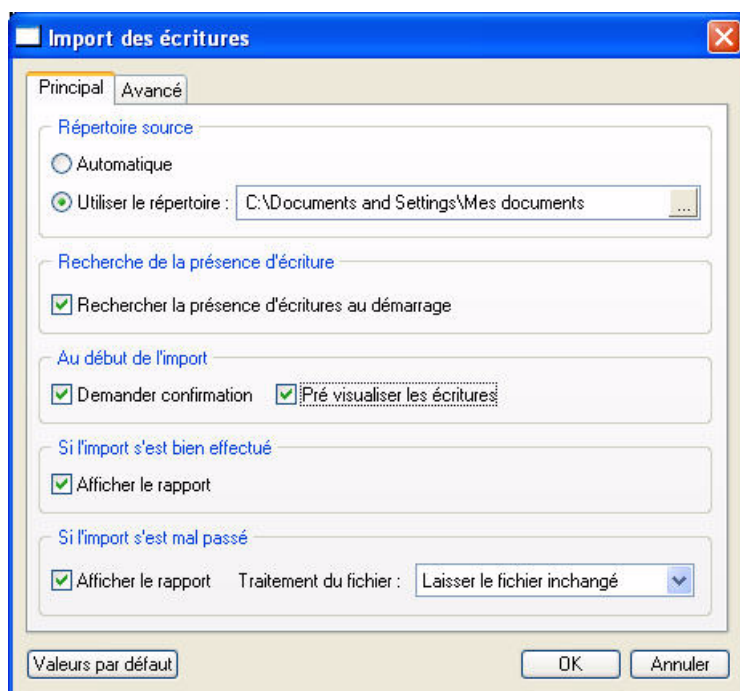 Import des écritures
Principal Avancé
Répertoire source
Automatique
Utiliser le répertoire : C:\Documents and Settings\Mes documents ...
Recherche de la présence d'écriture
Rechercher la présence d'écritures au démarrage
Au début de l'import
Demander confirmation Pré visualiser les écritures
Si l'import s'est bien effectué
Afficher le rapport
Si l'import s'est mal passé
Afficher le rapport Traitement du fichier : Laisser le fichier inchangé
Valeurs par défaut OK Annuler